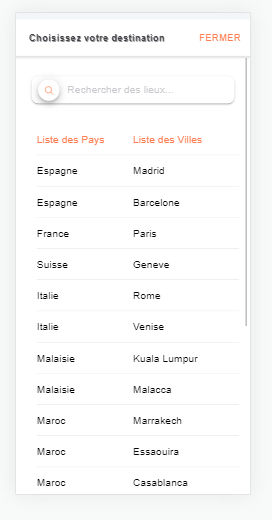 Choisissez votre destination FERMER
Rechercher des lieux...
Liste des Pays Liste des Villes
Espagne Madrid
Espagne Barcelone
France Paris
Suisse Geneve
Italie Rome
Italie Venise
Malaisie Kuala Lumpur
Malaisie Malacca
Maroc Marrakech
Maroc Essaouira
Maroc Casablanca